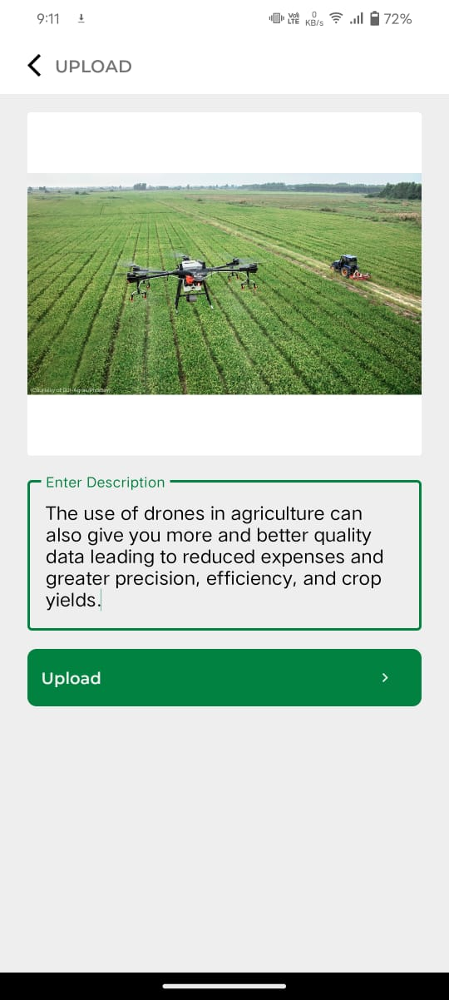 9:11
Vo) LTE
0 KB/s
72%
UPLOAD
Enter Description
The use of drones in agriculture can
also give you more and better quality
data leading to reduced expenses and
greater precision, efficiency, and crop
yields.
Upload